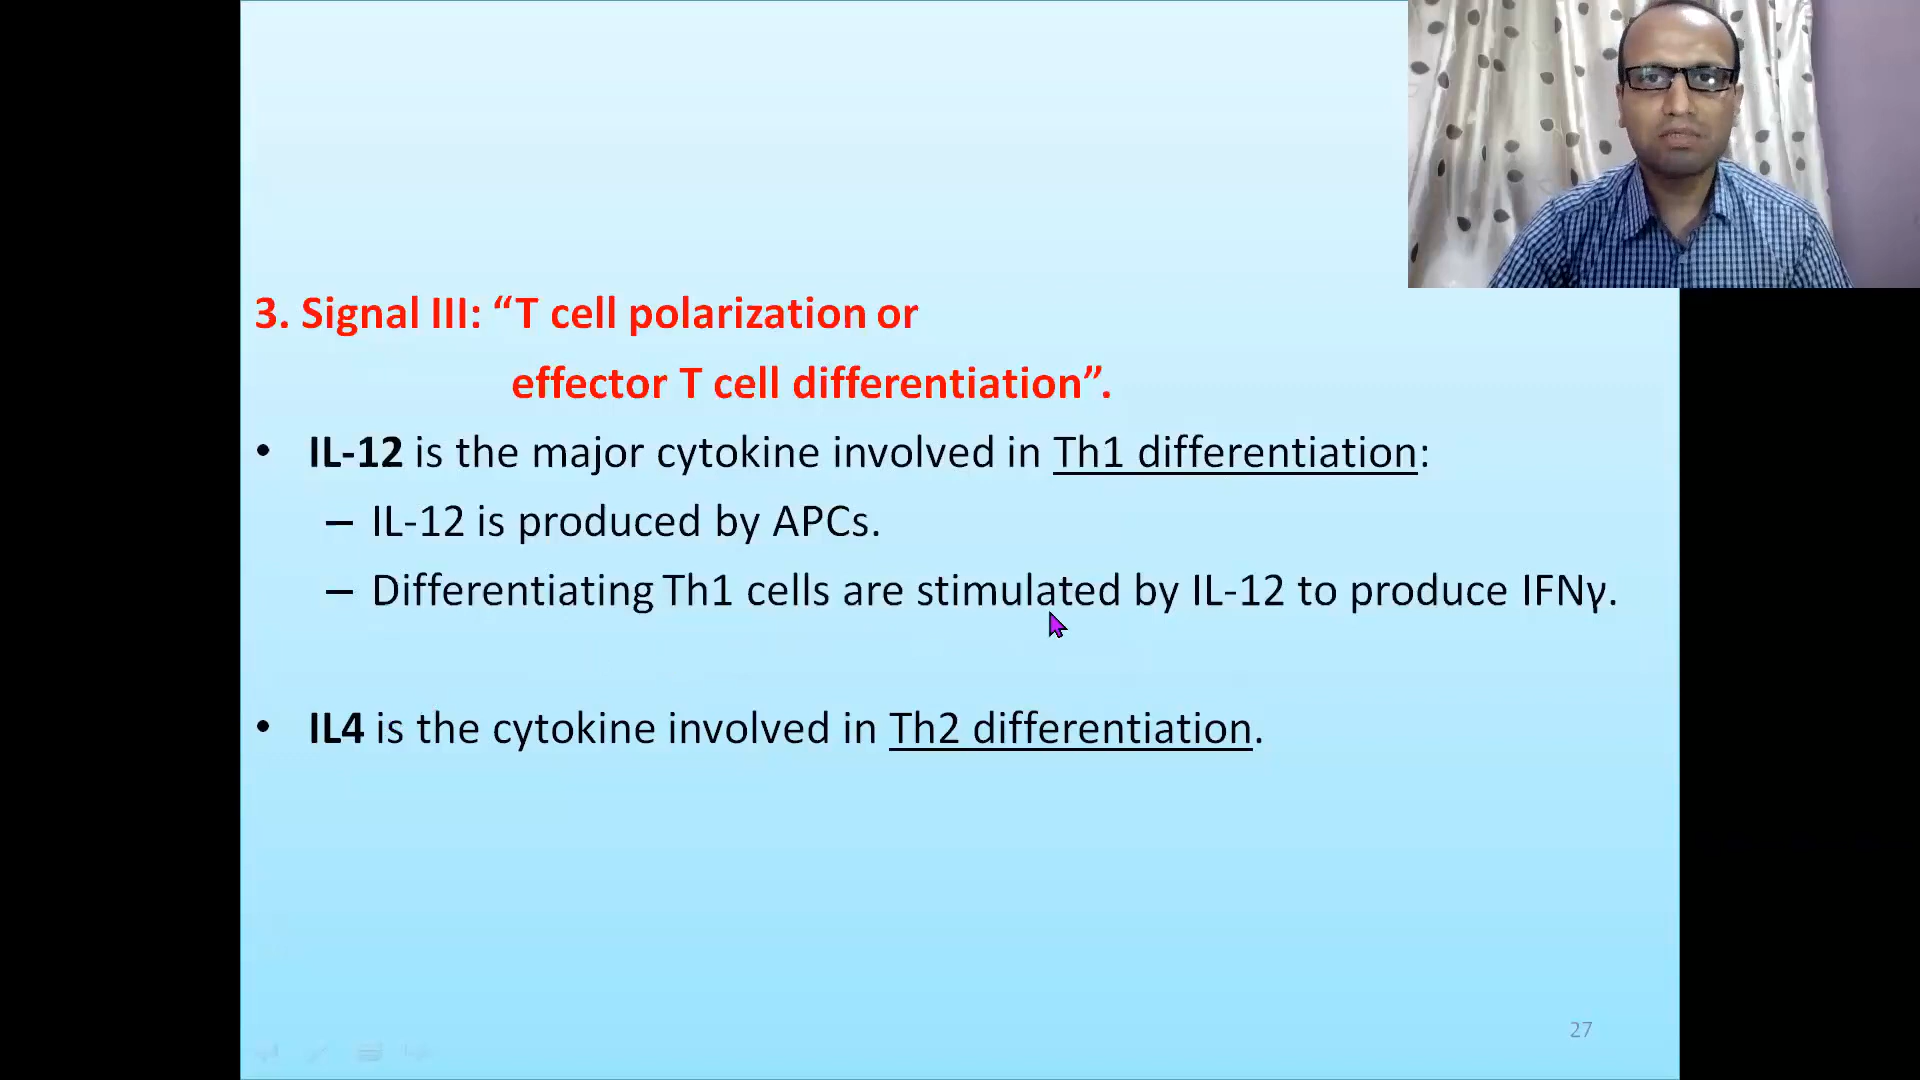 3. Signal III: “T cell polarization or
effector T cell differentiation”.
• IL-12 is the major cytokine involved in Th1 differentiation:
– IL-12 is produced by APCs.
– Differentiating Th1 cells are stimulated by IL-12 to produce IFNγ.
• IL4 is the cytokine involved in Th2 differentiation.
27